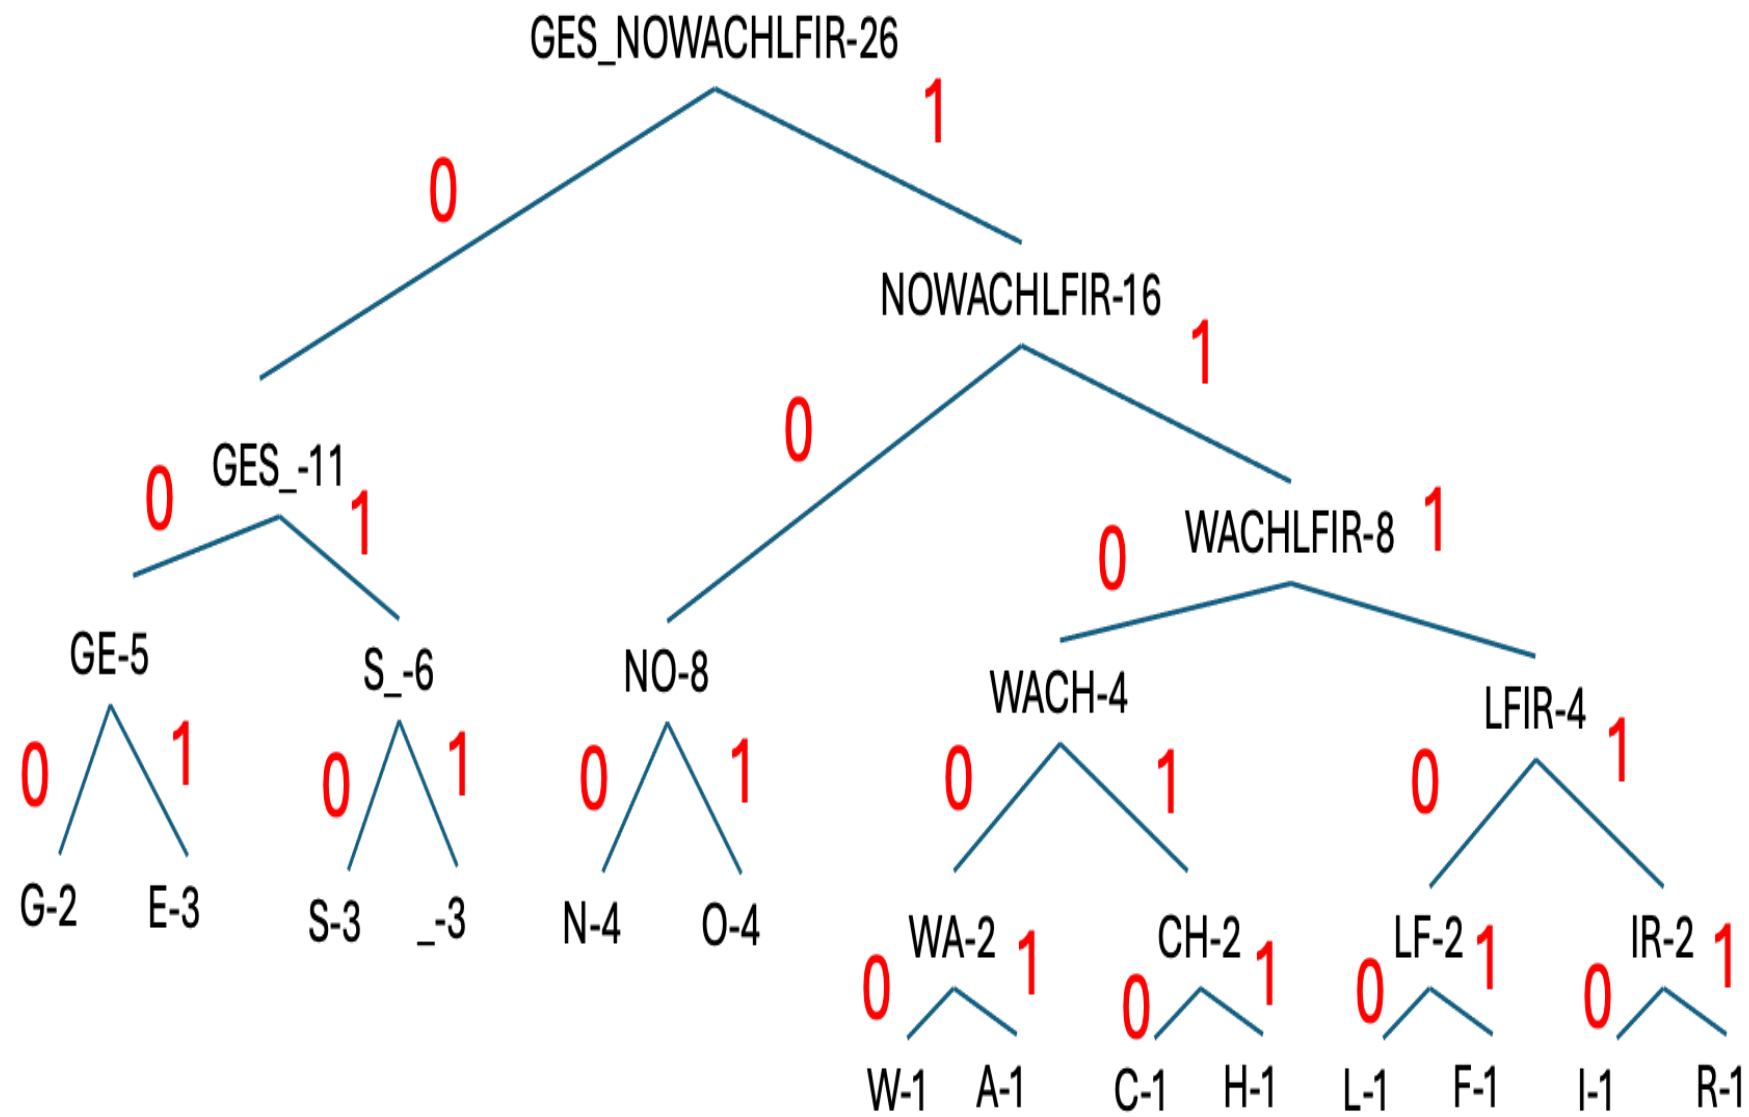 GES_NOWACHLFIR-26
1
0
NOWACHLFIR-16
1
0
GES_-11
0
1
WACHLFIR-8
1
0
GE-5
S_-6
NO-8
WACH-4
LFIR-4
0
1
0
1
0
1
0
1
0
1
G-2
E-3
S-3
_-3
N-4
O-4
WA-2
CH-2
LF-2
IR-2
0
1
0
1
0
1
0
1
W-1
A-1
C-1
H-1
L-1
F-1
I-1
R-1